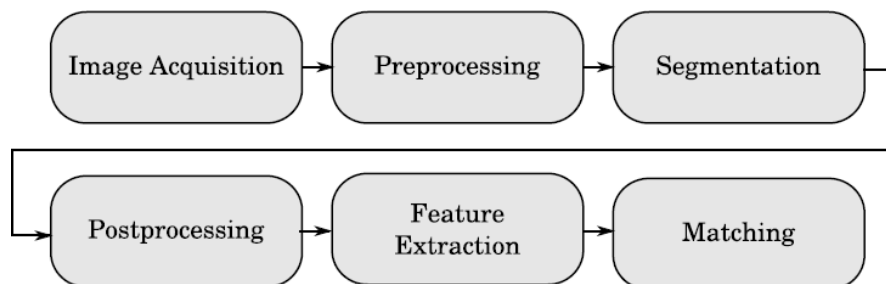 Image Acquisition
Preprocessing
Segmentation
Postprocessing
Feature
Extraction
Matching